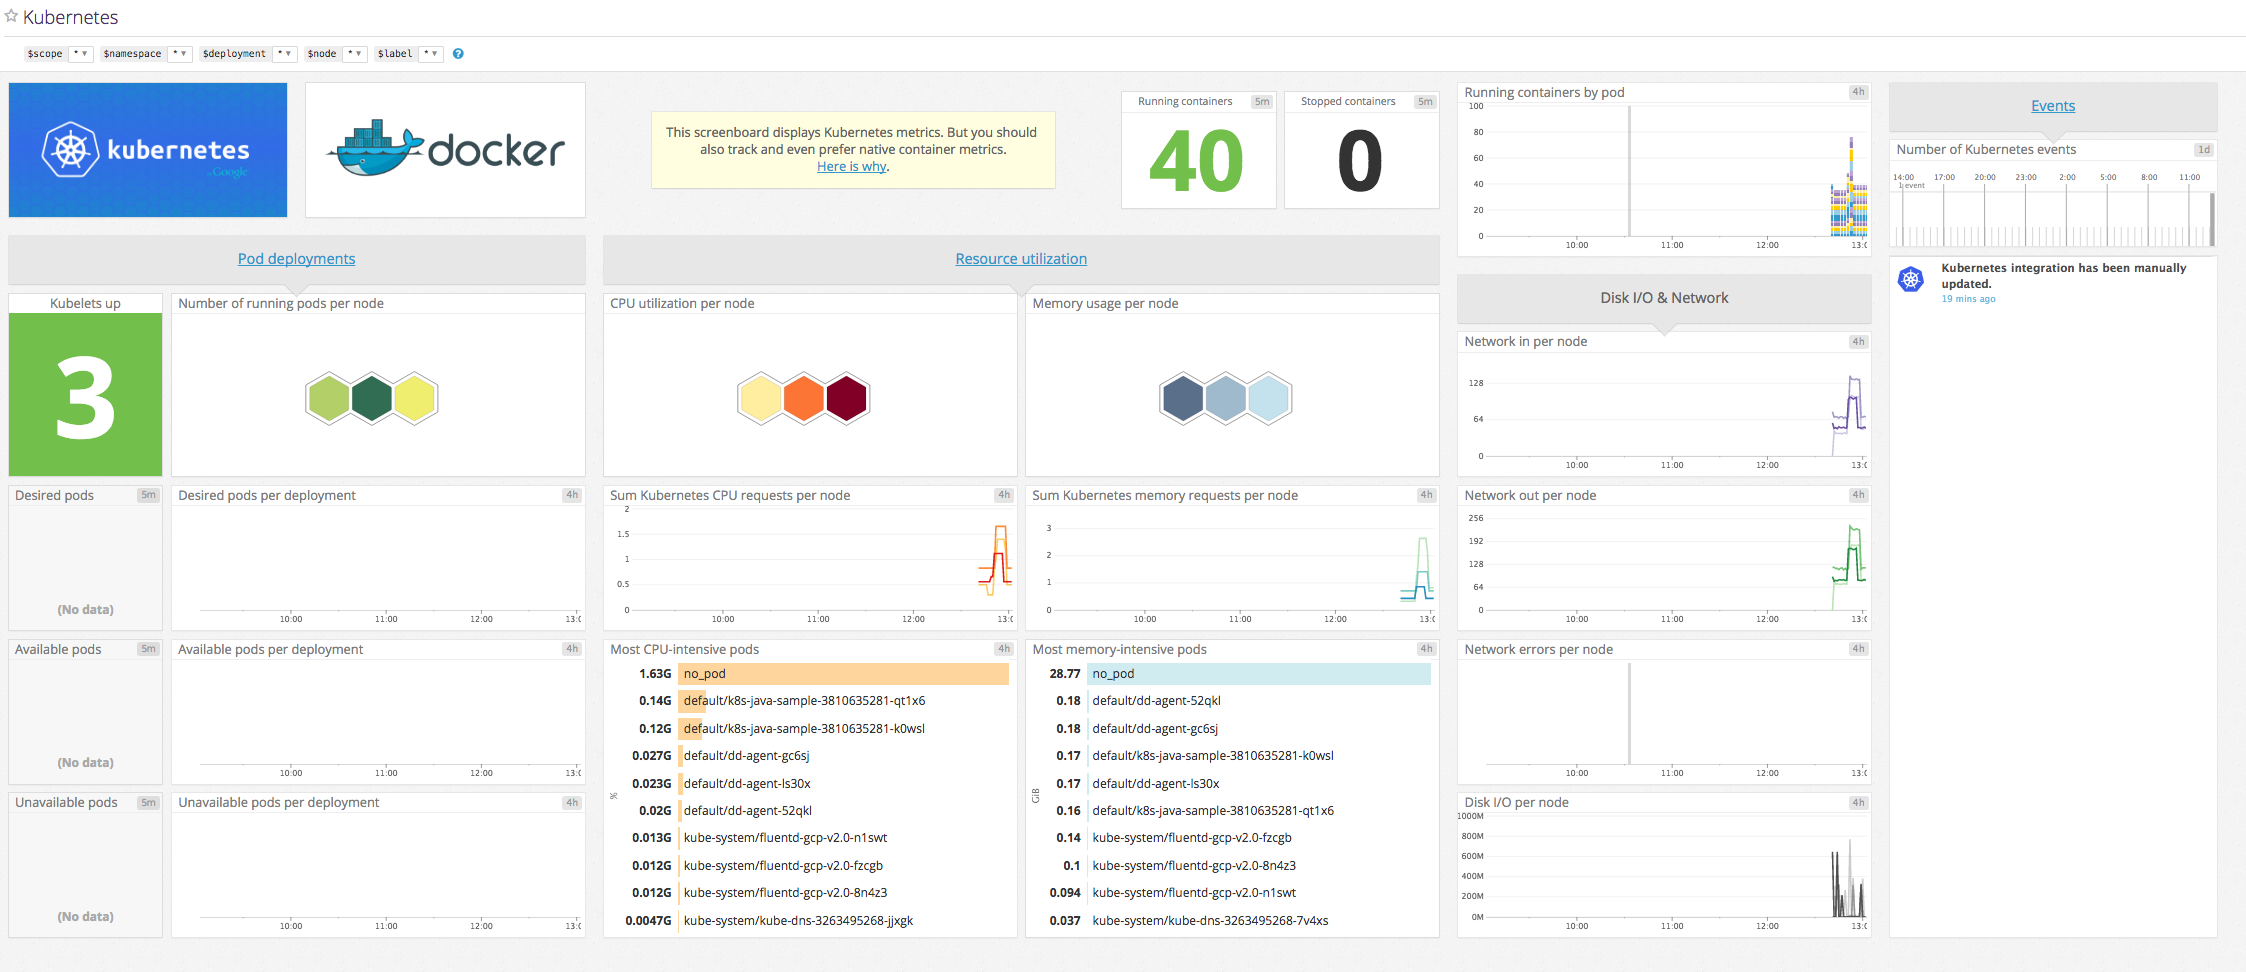 Kubernetes
$scope * $namespace * $deployment * $node * $label * ?
kubernetes
by Google
docker
This screenboard displays Kubernetes metrics. But you should
also track and even prefer native container metrics.
Here is why.
Running containers 5m
40
Stopped containers 5m
0
Running containers by pod 4h
100
80
60
40
20
0
10:00 11:00 12:00 13:0
Events
Number of Kubernetes events 1d
14:00 17:00 20:00 23:00 2:00 5:00 8:00 11:00
1 event
Kubernetes integration has been manually
updated.
19 mins ago
Pod deployments
Kubelets up
3
Number of running pods per node
Desired pods 5m
(No data)
Desired pods per deployment 4h
10:00 11:00 12:00 13:0
Available pods 5m
(No data)
Available pods per deployment 4h
10:00 11:00 12:00 13:0
Unavailable pods 5m
(No data)
Unavailable pods per deployment 4h
10:00 11:00 12:00 13:0
Resource utilization
CPU utilization per node
Memory usage per node
Sum Kubernetes CPU requests per node 4h
2
1.5
1
0.5
0
10:00 11:00 12:00 13:0
Sum Kubernetes memory requests per node 4h
3
2
1
0
10:00 11:00 12:00 13:0
Most CPU-intensive pods 4h
%
1.63G no_pod
0.14G default/k8s-java-sample-3810635281-qt1x6
0.12G default/k8s-java-sample-3810635281-k0wsl
0.027G default/dd-agent-gc6sj
0.023G default/dd-agent-ls30x
0.02G default/dd-agent-52qkl
0.013G kube-system/fluentd-gcp-v2.0-n1swt
0.012G kube-system/fluentd-gcp-v2.0-fzcgb
0.012G kube-system/fluentd-gcp-v2.0-8n4z3
0.0047G kube-system/kube-dns-3263495268-jjxgk
Most memory-intensive pods 4h
GiB
28.77 no_pod
0.18 default/dd-agent-52qkl
0.18 default/dd-agent-gc6sj
0.17 default/k8s-java-sample-3810635281-k0wsl
0.17 default/dd-agent-ls30x
0.16 default/k8s-java-sample-3810635281-qt1x6
0.14 kube-system/fluentd-gcp-v2.0-fzcgb
0.1 kube-system/fluentd-gcp-v2.0-8n4z3
0.094 kube-system/fluentd-gcp-v2.0-n1swt
0.037 kube-system/kube-dns-3263495268-7v4xs
Disk I/O & Network
Network in per node 4h
128
64
0
10:00 11:00 12:00 13:0
Network out per node 4h
256
192
128
64
0
10:00 11:00 12:00 13:0
Network errors per node 4h
10:00 11:00 12:00 13:0
Disk I/O per node 4h
1000M
800M
600M
400M
200M
0M
10:00 11:00 12:00 13:0